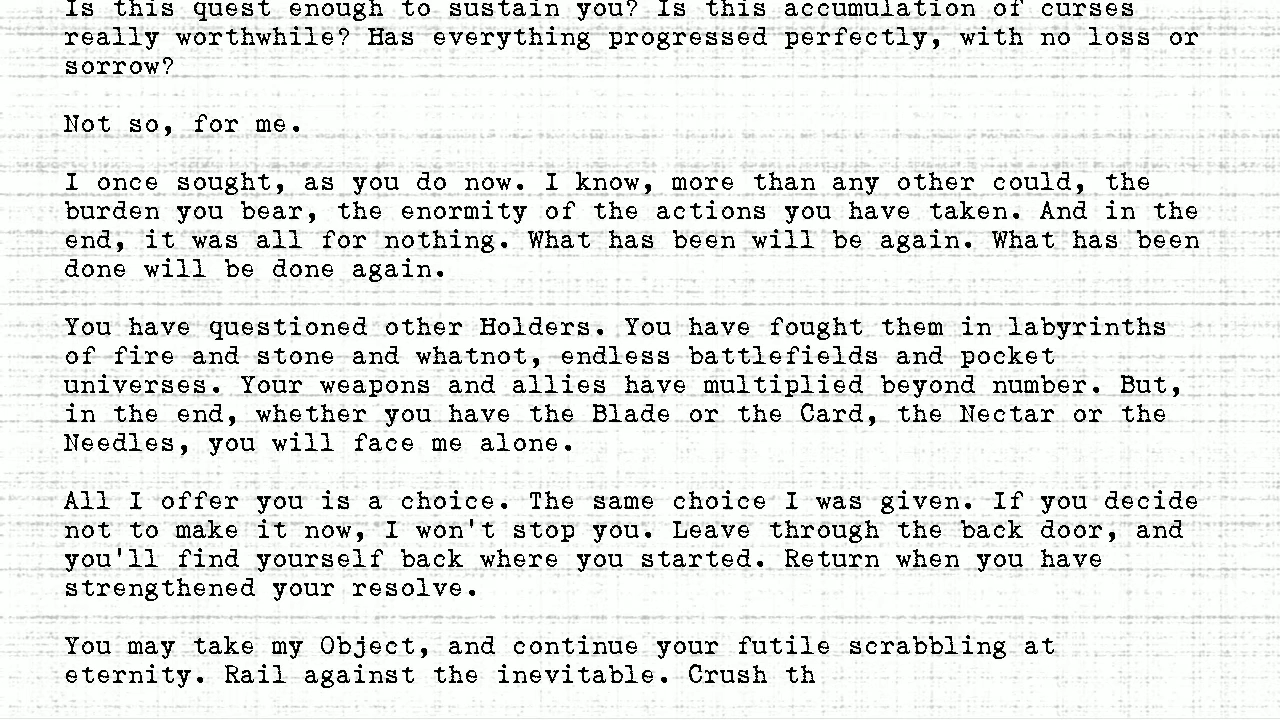 Is this quest enough to sustain you? Is this accumulation of curses
really worthwhile? Has everything progressed perfectly, with no loss or
sorrow?
Not so, for me.
I once sought, as you do now. I know, more than any other could, the
burden you bear, the enormity of the actions you have taken. And in the
end, it was all for nothing. What has been will be again. What has been
done will be done again.
You have questioned other Holders. You have fought them in labyrinths
of fire and stone and whatnot, endless battlefields and pocket
universes. Your weapons and allies have multiplied beyond number. But,
in the end, whether you have the Blade or the Card, the Nectar or the
Needles, you will face me alone.
All I offer you is a choice. The same choice I was given. If you decide
not to make it now, I won't stop you. Leave through the back door, and
you'll find yourself back where you started. Return when you have
strengthened your resolve.
You may take my Object, and continue your futile scrabbling at
eternity. Rail against the inevitable. Crush th